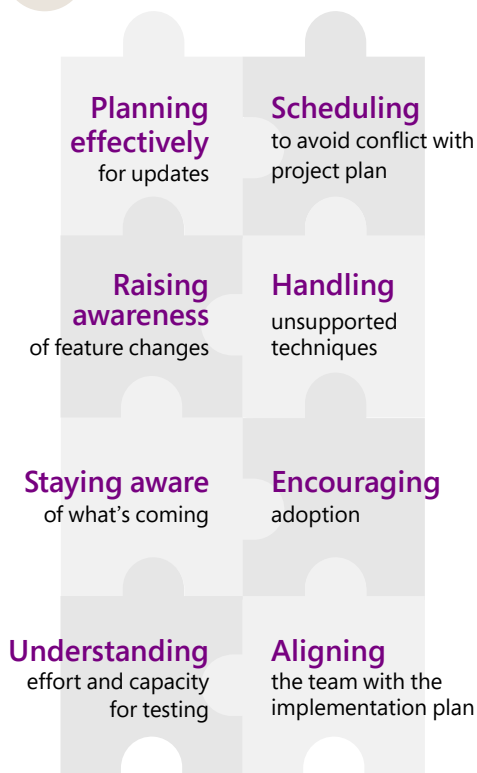 Planning
effectively
for updates
Scheduling
to avoid conflict with
project plan
Raising
awareness
of feature changes
Handling
unsupported
techniques
Staying aware
of what’s coming
Encouraging
adoption
Understanding
effort and capacity
for testing
Aligning
the team with the
implementation plan